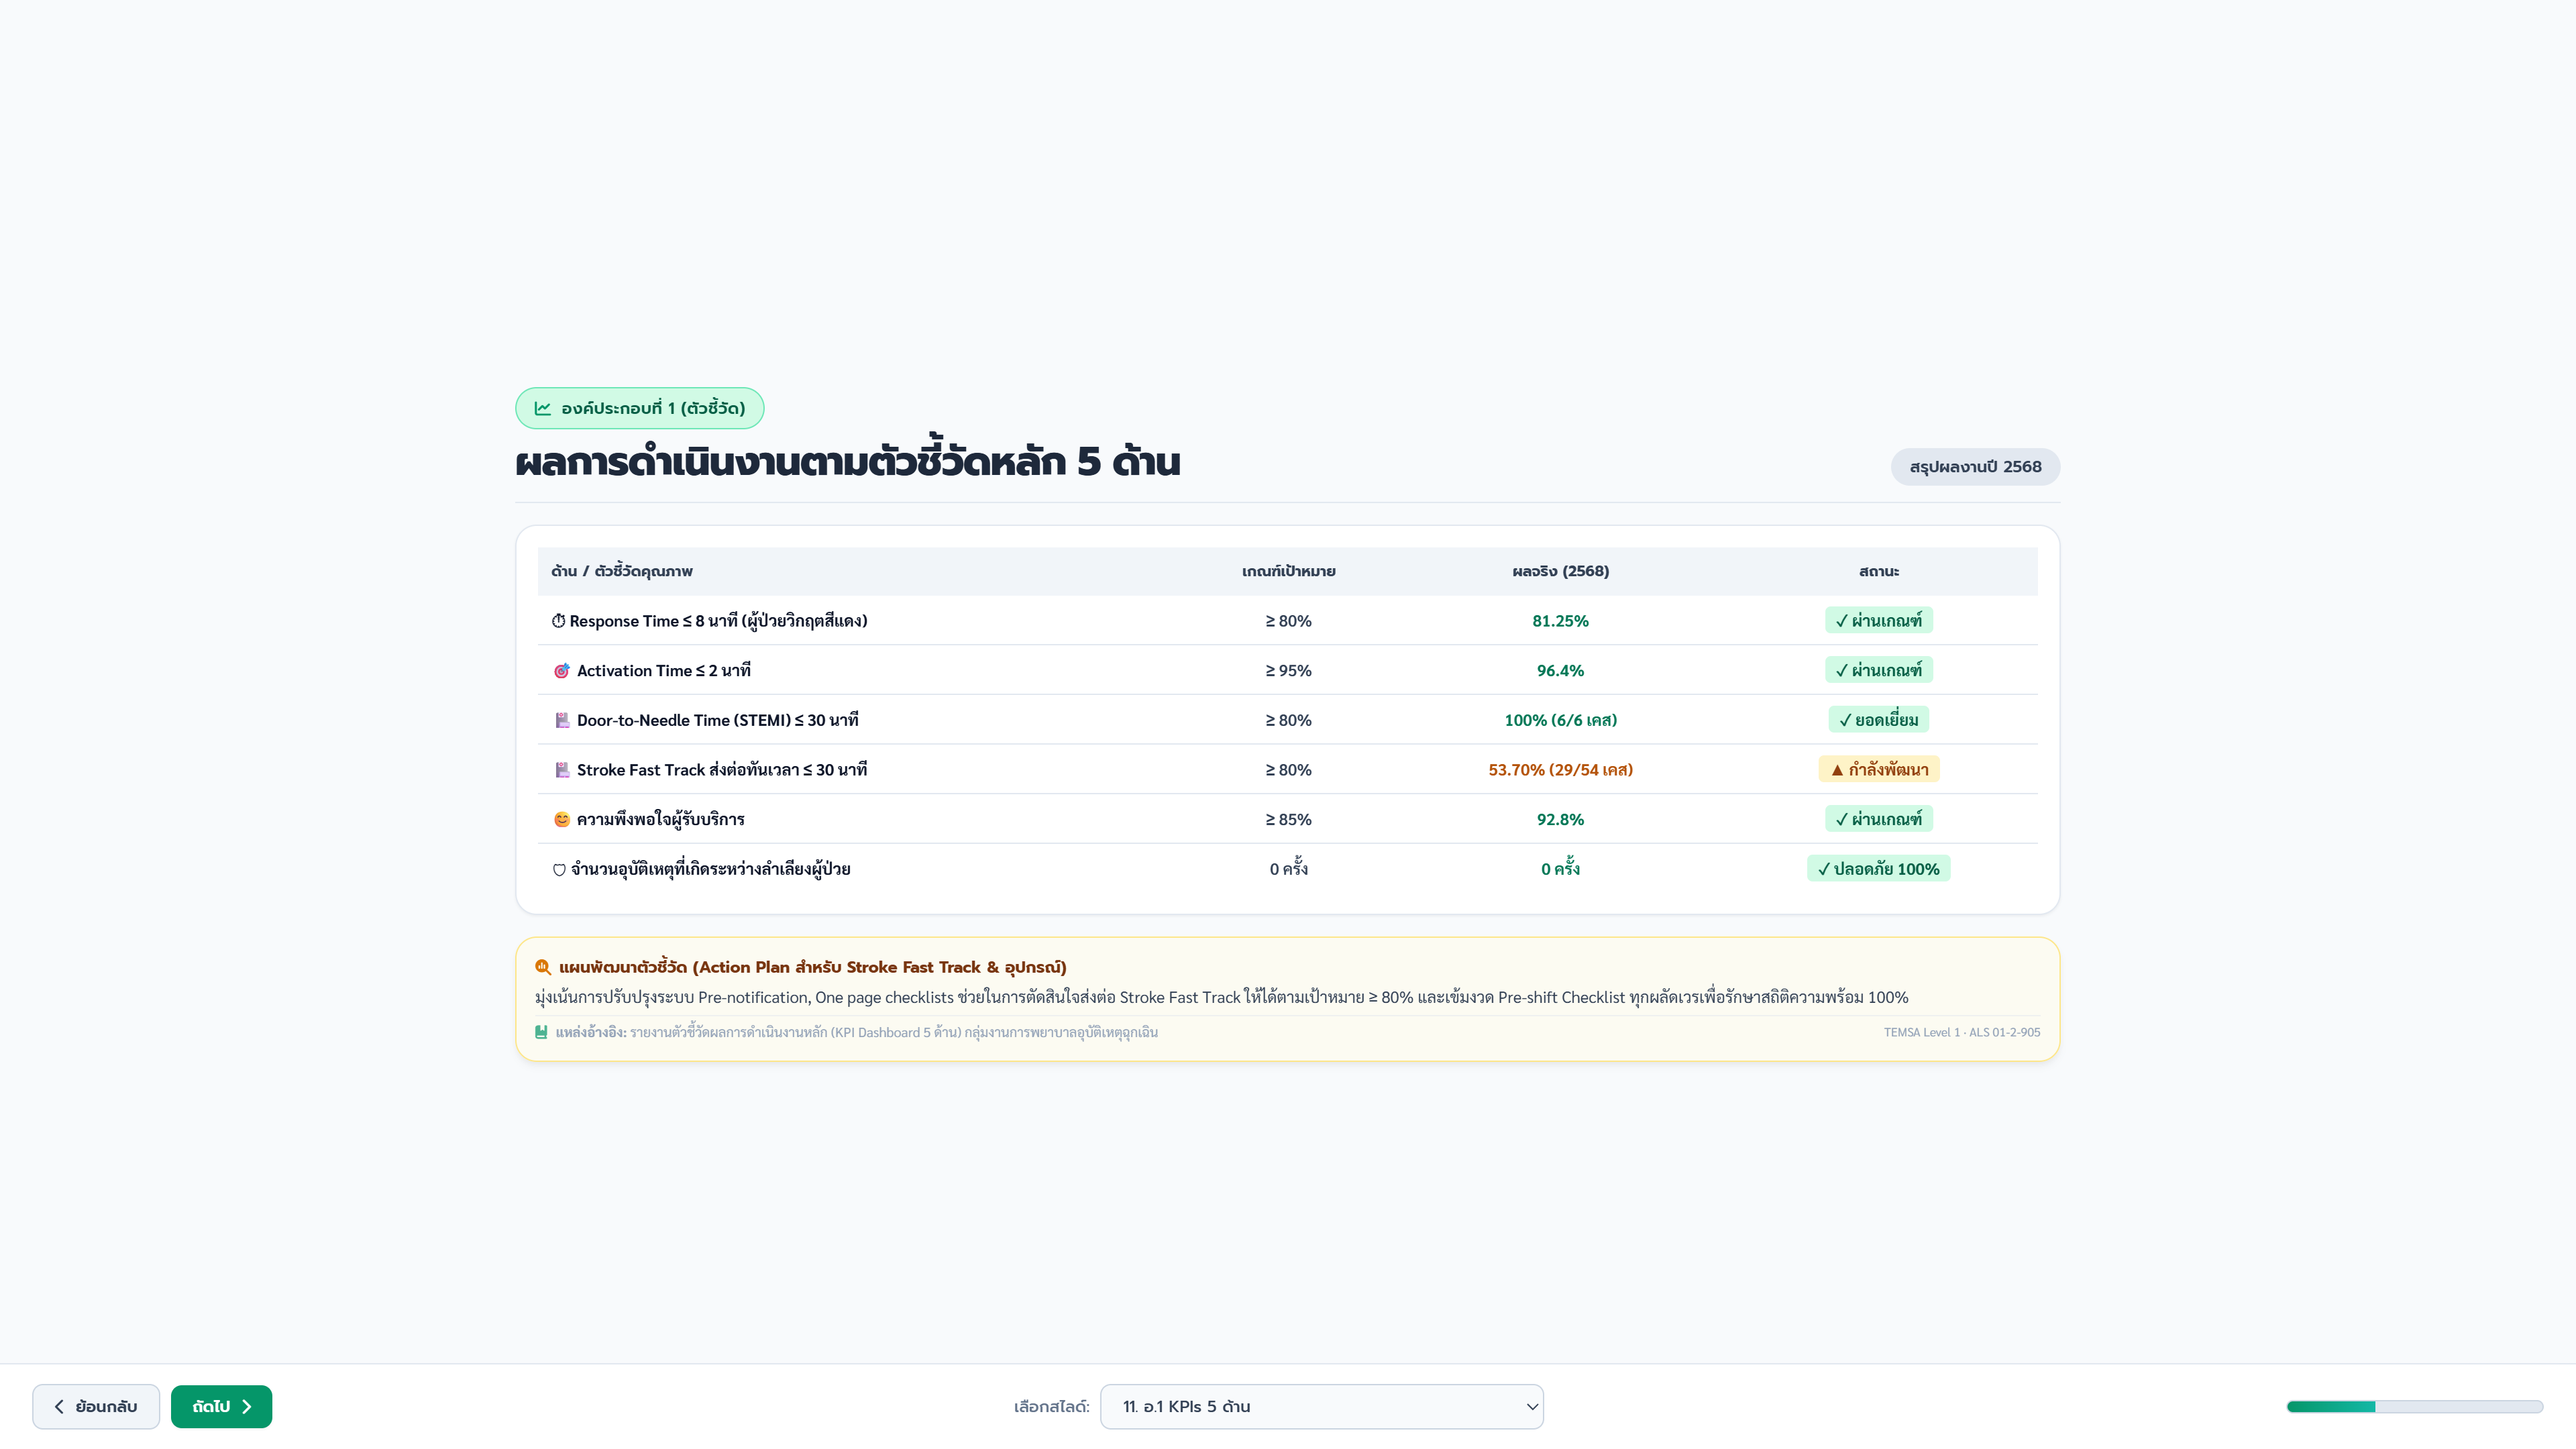 องค์ประกอบที่ 1 (ตัวชี้วัด)
ผลการดำเนินงานตามตัวชี้วัดหลัก 5 ด้าน
สรุปผลงานปี 2568
ด้าน / ตัวชี้วัดคุณภาพ เกณฑ์เป้าหมาย ผลจริง (2568) สถานะ
⏱ Response Time ≤ 8 นาที (ผู้ป่วยวิกฤตสีแดง) ≥ 80% 81.25% ✓ ผ่านเกณฑ์
🎯 Activation Time ≤ 2 นาที ≥ 95% 96.4% ✓ ผ่านเกณฑ์
Door-to-Needle Time (STEMI) ≤ 30 นาที ≥ 80% 100% (6/6 เคส) ✓ ยอดเยี่ยม
Stroke Fast Track ส่งต่อทันเวลา ≤ 30 นาที ≥ 80% 53.70% (29/54 เคส) ▲ กำลังพัฒนา
😊 ความพึงพอใจผู้รับบริการ ≥ 85% 92.8% ✓ ผ่านเกณฑ์
🛡 จำนวนอุบัติเหตุที่เกิดระหว่างลำเลียงผู้ป่วย 0 ครั้ง 0 ครั้ง ✓ ปลอดภัย 100%
แผนพัฒนาตัวชี้วัด (Action Plan สำหรับ Stroke Fast Track & อุปกรณ์)
มุ่งเน้นการปรับปรุงระบบ Pre-notification, One page checklists ช่วยในการตัดสินใจส่งต่อ Stroke Fast Track ให้ได้ตามเป้าหมาย ≥ 80% และเข้มงวด Pre-shift Checklist ทุกผลัดเวรเพื่อรักษาสถิติความพร้อม 100%
แหล่งอ้างอิง: รายงานตัวชี้วัดผลการดำเนินงานหลัก (KPI Dashboard 5 ด้าน) กลุ่มงานการพยาบาลอุบัติเหตุฉุกเฉิน TEMSA Level 1 · ALS 01-2-905
ย้อนกลับ ถัดไป เลือกสไลด์: 11. อ.1 KPIs 5 ด้าน